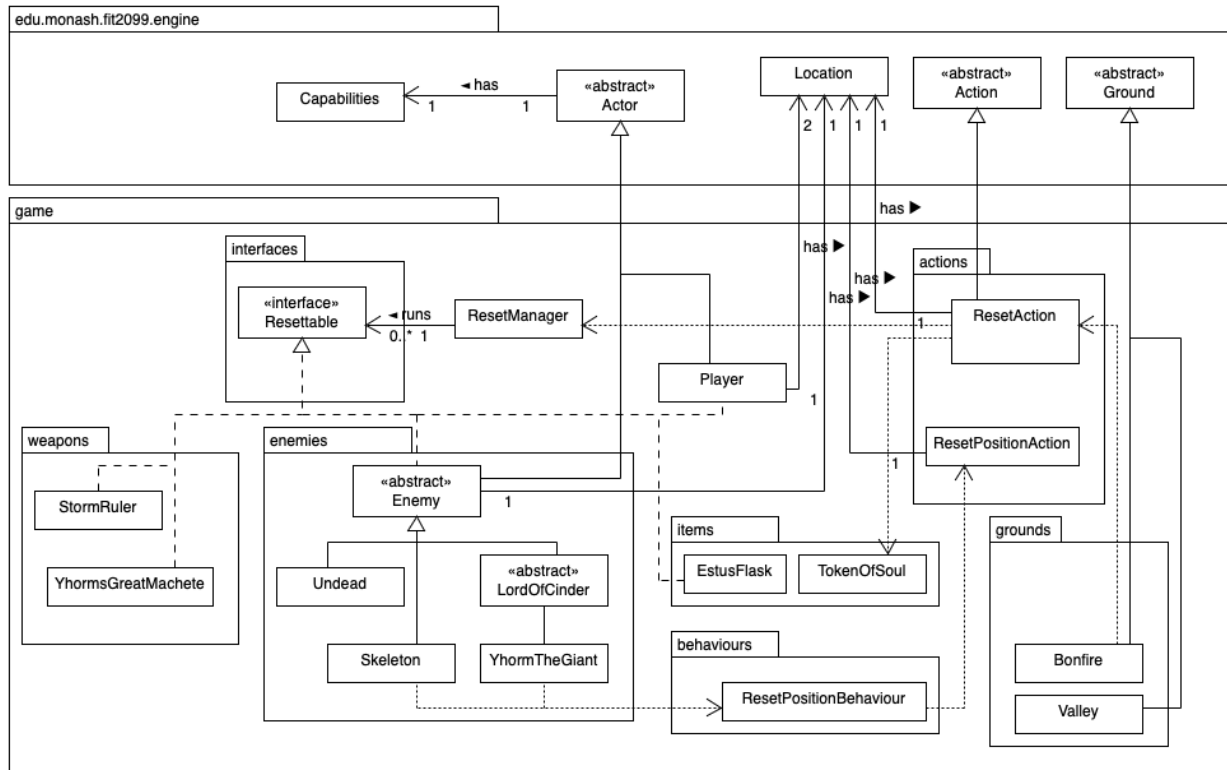 edu.monash.fit2099.engine
Capabilities
◄ has
1
1
«abstract»
Actor
Location
«abstract»
Action
«abstract»
Ground
2
1
1
1
game
has ►
has ►
has ►
has ►
interfaces
«interface»
Resettable
◄ runs
0..*
1
ResetManager
actions
ResetAction
1
Player
1
ResetPositionAction
1
weapons
StormRuler
YhormsGreatMachete
enemies
«abstract»
Enemy
1
Undead
«abstract»
LordOfCinder
Skeleton
YhormTheGiant
items
EstusFlask
TokenOfSoul
behaviours
ResetPositionBehaviour
grounds
Bonfire
Valley